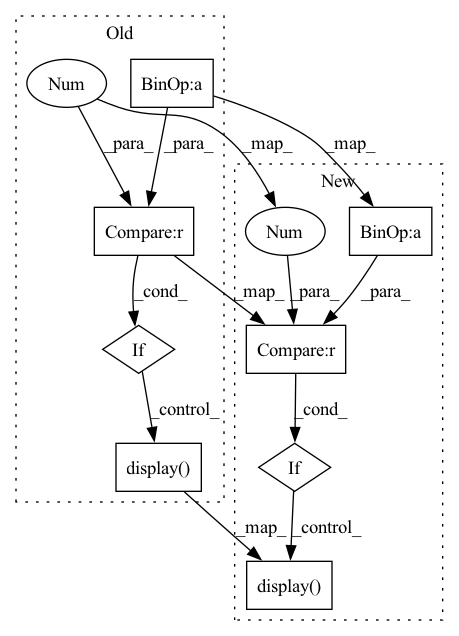 Old
Num
BinOp:a
_para_
_para_
_map_
_map_
New
Compare:r
Num
BinOp:a
_cond_
_map_
_para_
_para_
If
Compare:r
_control_
_cond_
display()
If
_map_
_control_
display()